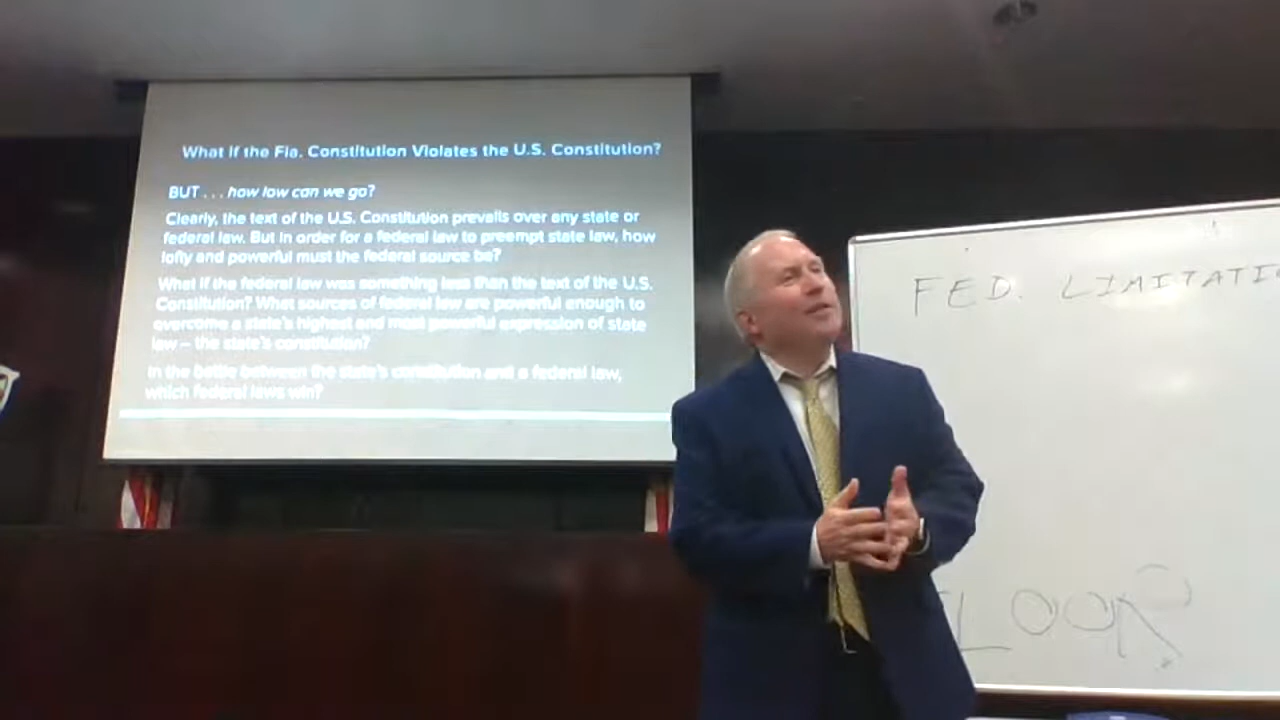 What if the Fla. Constitution Violates the U.S. Constitution?
BUT . . . how low can we go?
Clearly, the text of the U.S. Constitution prevails over any state or
federal law. But in order for a federal law to preempt state law, how
lofty and powerful must the federal source be?
What if the federal law was something less than the text of the U.S.
Constitution? What sources of federal law are powerful enough to
overcome a state's highest and most powerful expression of state
law – the state's constitution?
In the battle between the state's constitution and a federal law,
which federal laws win?
FED. LIMITATI
LOOR